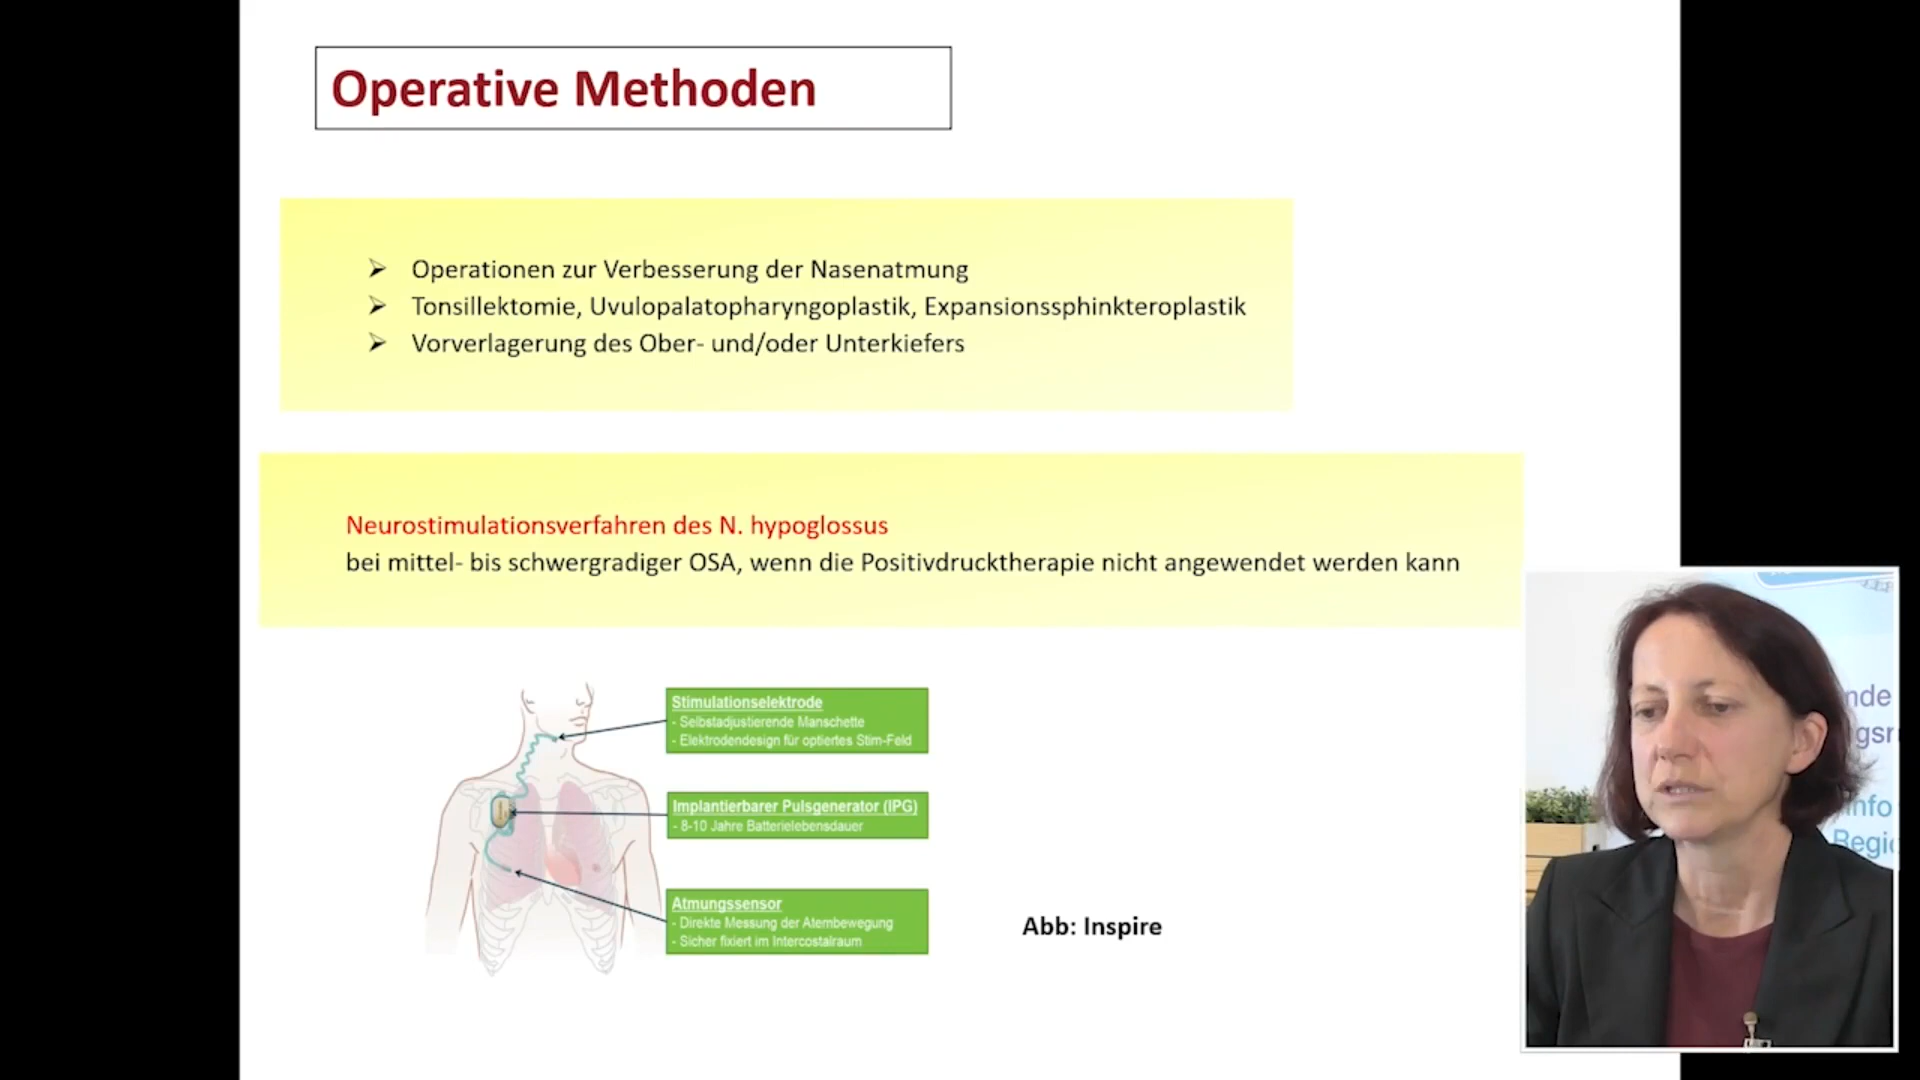 Operative Methoden
Operationen zur Verbesserung der Nasenatmung
Tonsillektomie, Uvulopalatopharyngoplastik, Expansionssphinkteroplastik
Vorverlagerung des Ober- und/oder Unterkiefers
Neurostimulationsverfahren des N. hypoglossus
bei mittel- bis schwergradiger OSA, wenn die Positivdrucktherapie nicht angewendet werden kann
Stimulationselektrode
- Selbstadjustierende Manschette
- Elektrodendesign für optiertes Stim-Feld
Implantierbarer Pulsgenerator (IPG)
- 8-10 Jahre Batterielebensdauer
Atmungssensor
- Direkte Messung der Atembewegung
- Sicher fixiert im Intercostalraum
Abb: Inspire